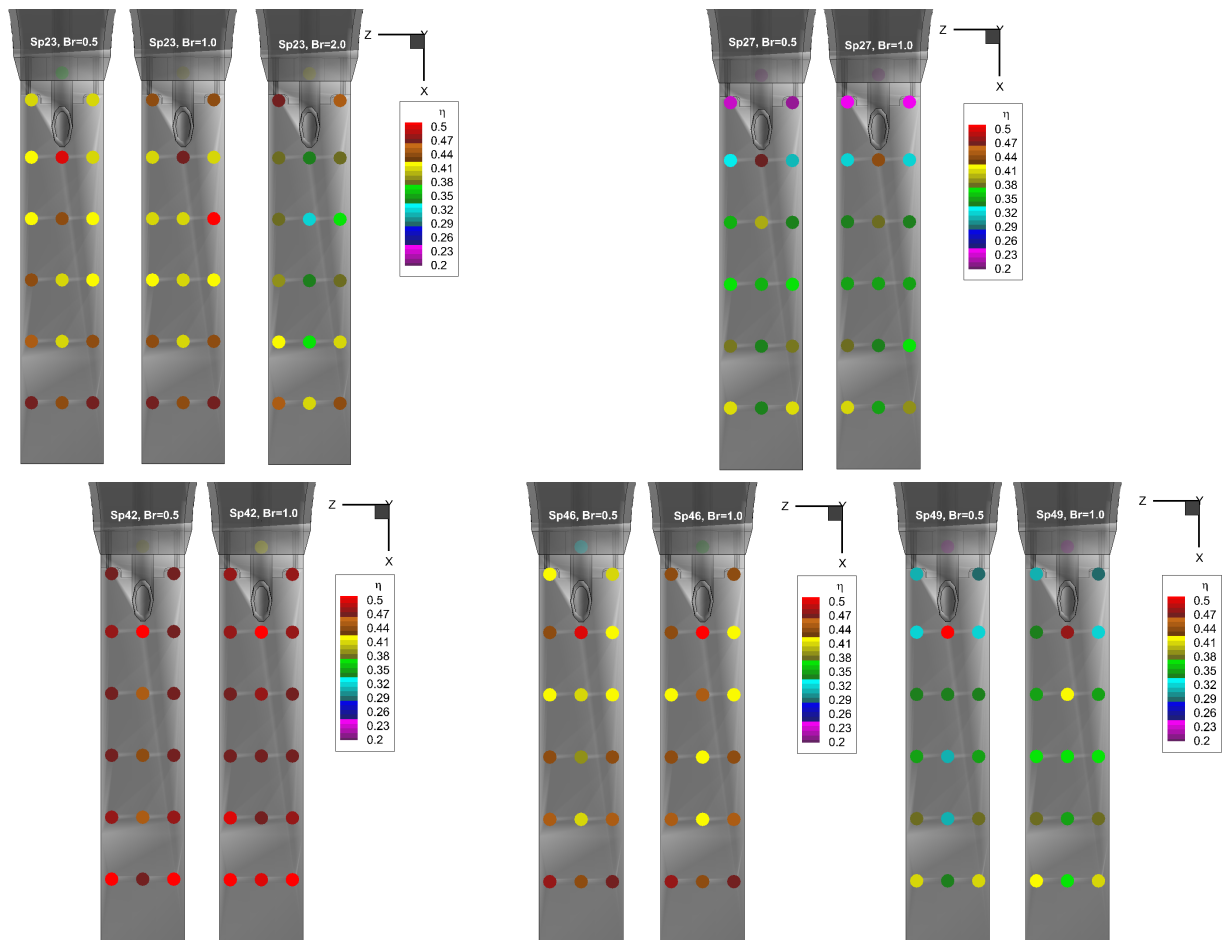 Sp23, Br=0.5
Sp23, Br=1.0
Sp23, Br=2.0
Z
Y
X
η
0.5
0.47
0.44
0.41
0.38
0.35
0.32
0.29
0.26
0.23
0.2
Sp27, Br=0.5
Sp27, Br=1.0
Z
Y
X
η
0.5
0.47
0.44
0.41
0.38
0.35
0.32
0.29
0.26
0.23
0.2
Sp42, Br=0.5
Sp42, Br=1.0
Z
Y
X
η
0.5
0.47
0.44
0.41
0.38
0.35
0.32
0.29
0.26
0.23
0.2
Sp46, Br=0.5
Sp46, Br=1.0
Z
Y
X
η
0.5
0.47
0.44
0.41
0.38
0.35
0.32
0.29
0.26
0.23
0.2
Sp49, Br=0.5
Sp49, Br=1.0
Z
Y
X
η
0.5
0.47
0.44
0.41
0.38
0.35
0.32
0.29
0.26
0.23
0.2